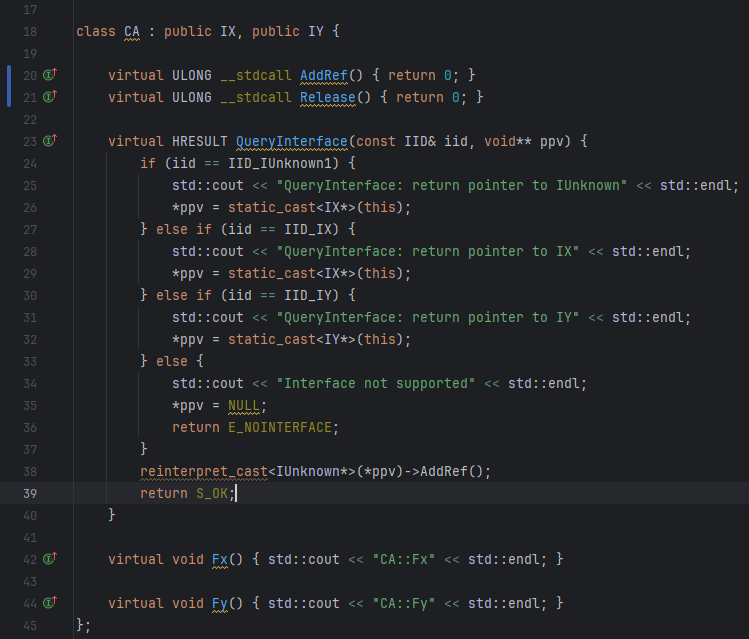 17
18 class CA : public IX, public IY {
19
20 virtual ULONG __stdcall AddRef() { return 0; }
21 virtual ULONG __stdcall Release() { return 0; }
22
23 virtual HRESULT QueryInterface(const IID& iid, void** ppv) {
24 if (iid == IID_IUnknown1) {
25 std::cout << "QueryInterface: return pointer to IUnknown" << std::endl;
26 *ppv = static_cast<IX*>(this);
27 } else if (iid == IID_IX) {
28 std::cout << "QueryInterface: return pointer to IX" << std::endl;
29 *ppv = static_cast<IX*>(this);
30 } else if (iid == IID_IY) {
31 std::cout << "QueryInterface: return pointer to IY" << std::endl;
32 *ppv = static_cast<IY*>(this);
33 } else {
34 std::cout << "Interface not supported" << std::endl;
35 *ppv = NULL;
36 return E_NOINTERFACE;
37 }
38 reinterpret_cast<IUnknown*>(*ppv)->AddRef();
39 return S_OK;
40 }
41
42 virtual void Fx() { std::cout << "CA::Fx" << std::endl; }
43
44 virtual void Fy() { std::cout << "CA::Fy" << std::endl; }
45 };